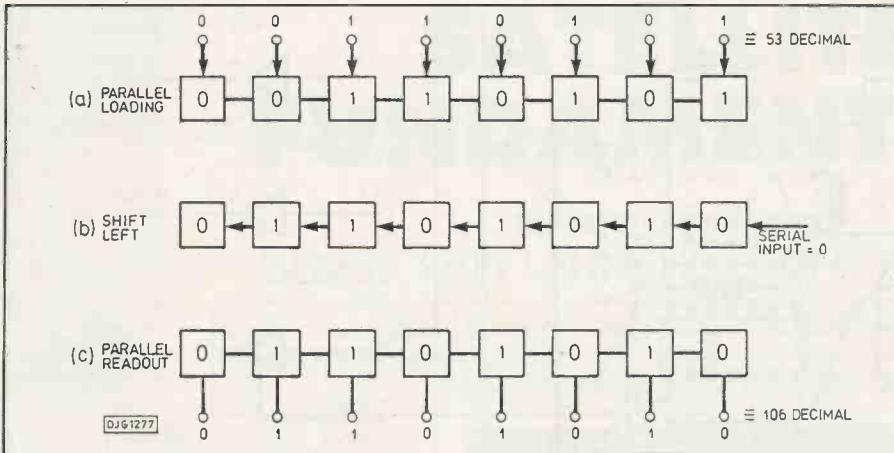 0 0 1 1 0 1 0 1 ≡ 53 DECIMAL
(a) PARALLEL
LOADING
0 0 1 1 0 1 0 1
(b) SHIFT
LEFT
0 1 1 0 1 0 1 0
SERIAL
INPUT = 0
(c) PARALLEL
READOUT
0 1 1 0 1 0 1 0
DJG1277
≡ 106 DECIMAL
0 1 1 0 1 0 1 0